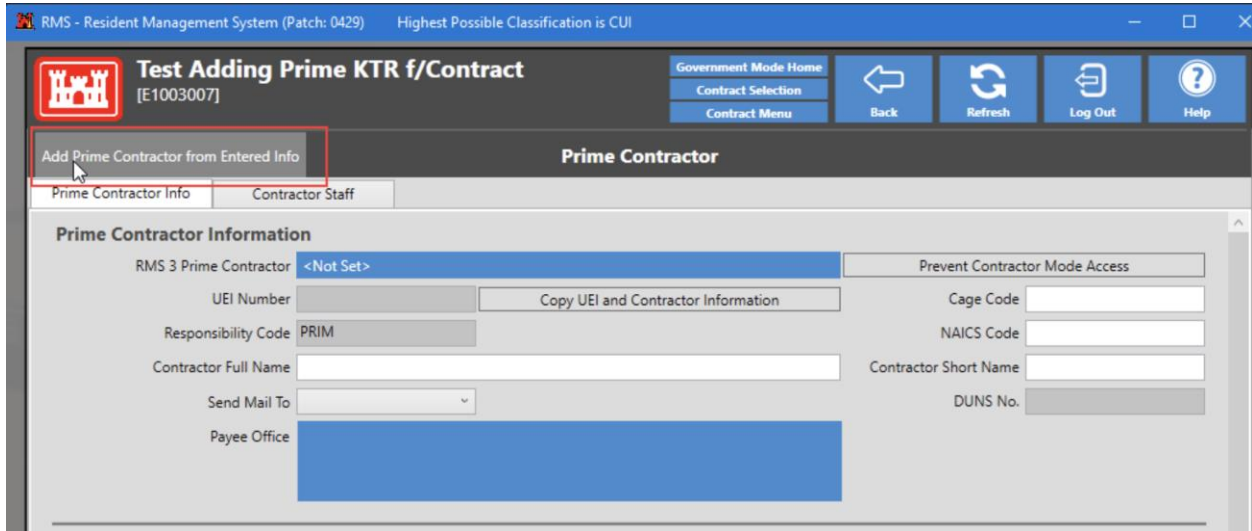 RMS - Resident Management System (Patch: 0429) Highest Possible Classification is CUI
Test Adding Prime KTR f/Contract
[E1003007]
Government Mode Home
Contract Selection
Contract Menu
Back
Refresh
Log Out
Help
Add Prime Contractor from Entered Info
Prime Contractor
Prime Contractor Info
Contractor Staff
Prime Contractor Information
RMS 3 Prime Contractor <Not Set> Prevent Contractor Mode Access
UEI Number Copy UEI and Contractor Information Cage Code
Responsibility Code PRIM NAICS Code
Contractor Full Name Contractor Short Name
Send Mail To DUNS No.
Payee Office